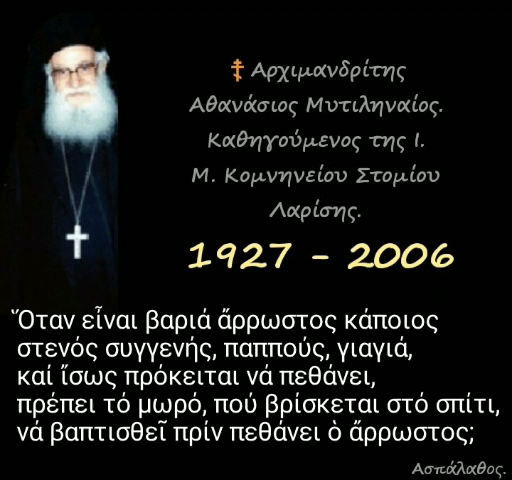 ‡ Αρχιμανδρίτης
Αθανάσιος Μυτιληναίος.
Καθηγούμενος της Ι.
Μ. Κομνηνείου Στομίου
Λαρίσης.
1927 - 2006
Ὅταν εἶναι βαριά ἄρρωστος κάποιος
στενός συγγενής, παππούς, γιαγιά,
καί ἴσως πρόκειται νά πεθάνει,
πρέπει τό μωρό, πού βρίσκεται στό σπίτι,
νά βαπτισθεῖ πρίν πεθάνει ὁ ἄρρωστος;
Ασπάλαθος.